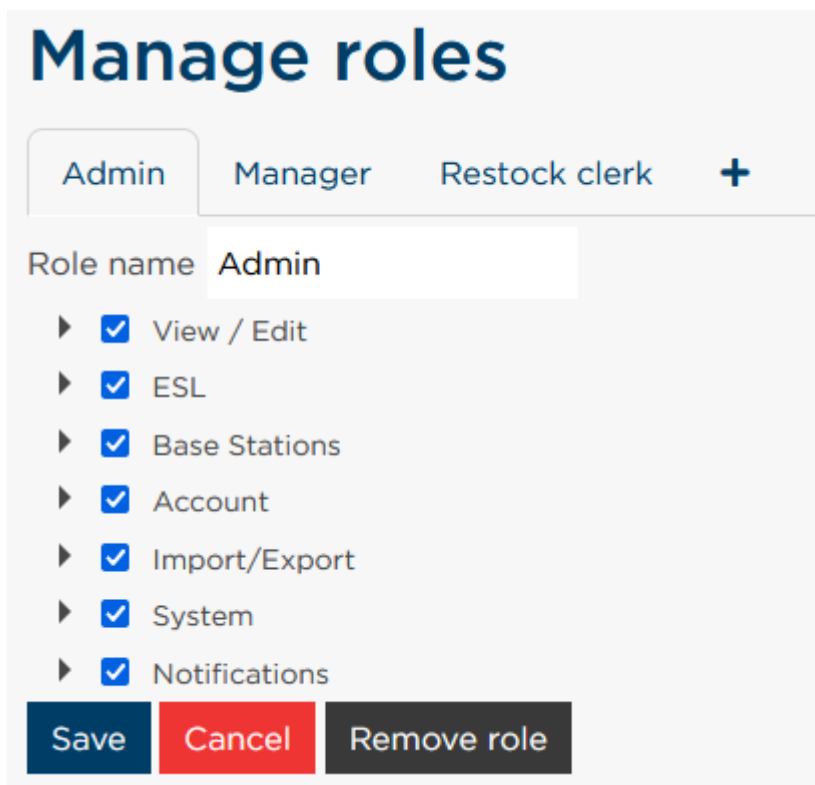 Manage roles
Admin Manager Restock clerk +
Role name Admin
View / Edit
ESL
Base Stations
Account
Import/Export
System
Notifications
Save Cancel Remove role